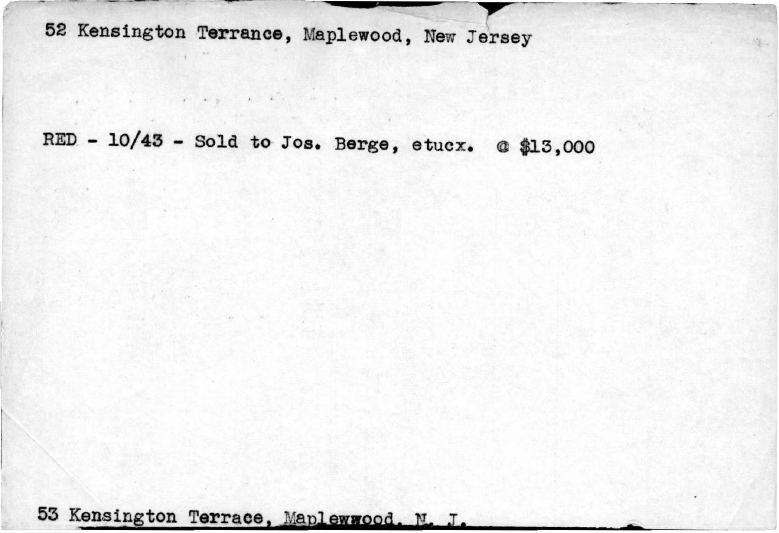 52 Kensington Terrance, Maplewood, New Jersey
RED - 10/43 - Sold to Jos. Berge, etucx. @ $13,000
53 Kensington Terrace, Maplewwood, N. J.